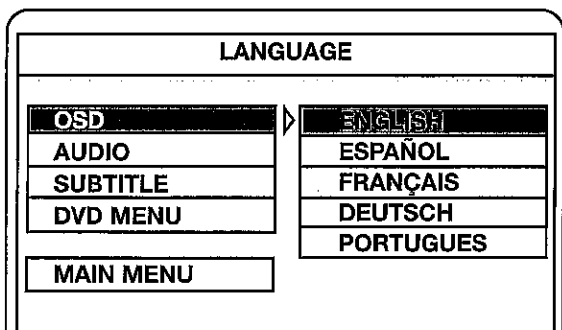 LANGUAGE
OSD
AUDIO
SUBTITLE
DVD MENU
MAIN MENU
ENGLISH
ESPAÑOL
FRANÇAIS
DEUTSCH
PORTUGUES